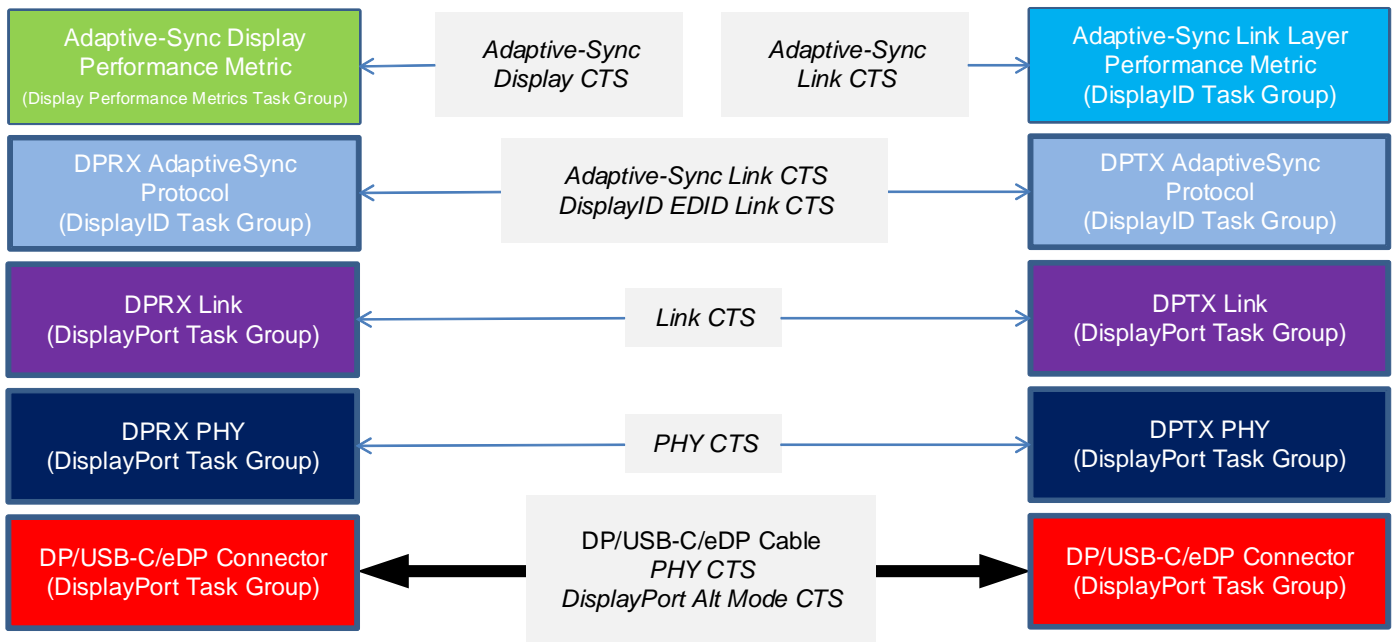 Adaptive-Sync Display
Performance Metric
(Display Performance Metrics Task Group)
Adaptive-Sync
Display CTS
Adaptive-Sync
Link CTS
Adaptive-Sync Link Layer
Performance Metric
(DisplayID Task Group)
DPRX AdaptiveSync
Protocol
(DisplayID Task Group)
Adaptive-Sync Link CTS
DisplayID EDID Link CTS
DPTX AdaptiveSync
Protocol
(DisplayID Task Group)
DPRX Link
(DisplayPort Task Group)
Link CTS
DPTX Link
(DisplayPort Task Group)
DPRX PHY
(DisplayPort Task Group)
PHY CTS
DPTX PHY
(DisplayPort Task Group)
DP/USB-C/eDP Connector
(DisplayPort Task Group)
DP/USB-C/eDP Cable
PHY CTS
DisplayPort Alt Mode CTS
DP/USB-C/eDP Connector
(DisplayPort Task Group)